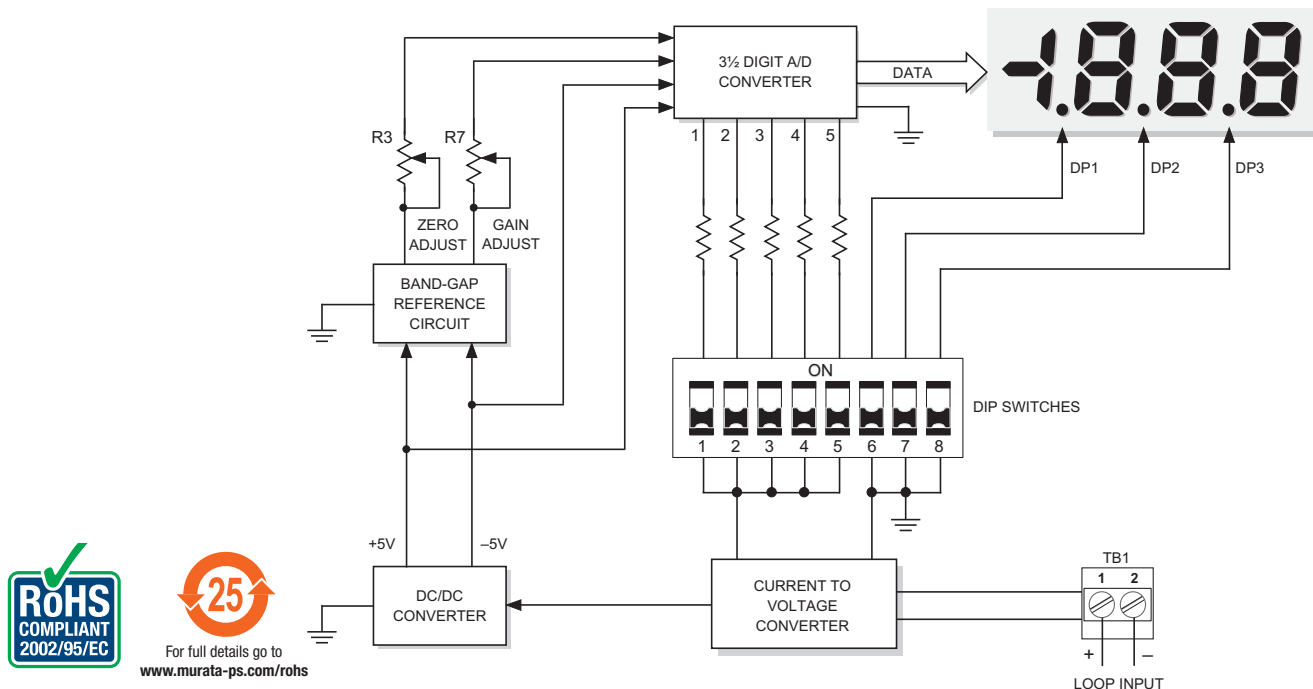 3½ DIGIT A/D
CONVERTER
DATA
-1.8.8.8
1 2 3 4 5
R3
R7
DP1
DP2
DP3
ZERO
ADJUST
GAIN
ADJUST
BAND-GAP
REFERENCE
CIRCUIT
ON
DIP SWITCHES
1 2 3 4 5 6 7 8
+5V
–5V
DC/DC
CONVERTER
CURRENT TO
VOLTAGE
CONVERTER
TB1
1 2
+ –
LOOP INPUT
RoHS
COMPLIANT
2002/95/EC
25
For full details go to
www.murata-ps.com/rohs